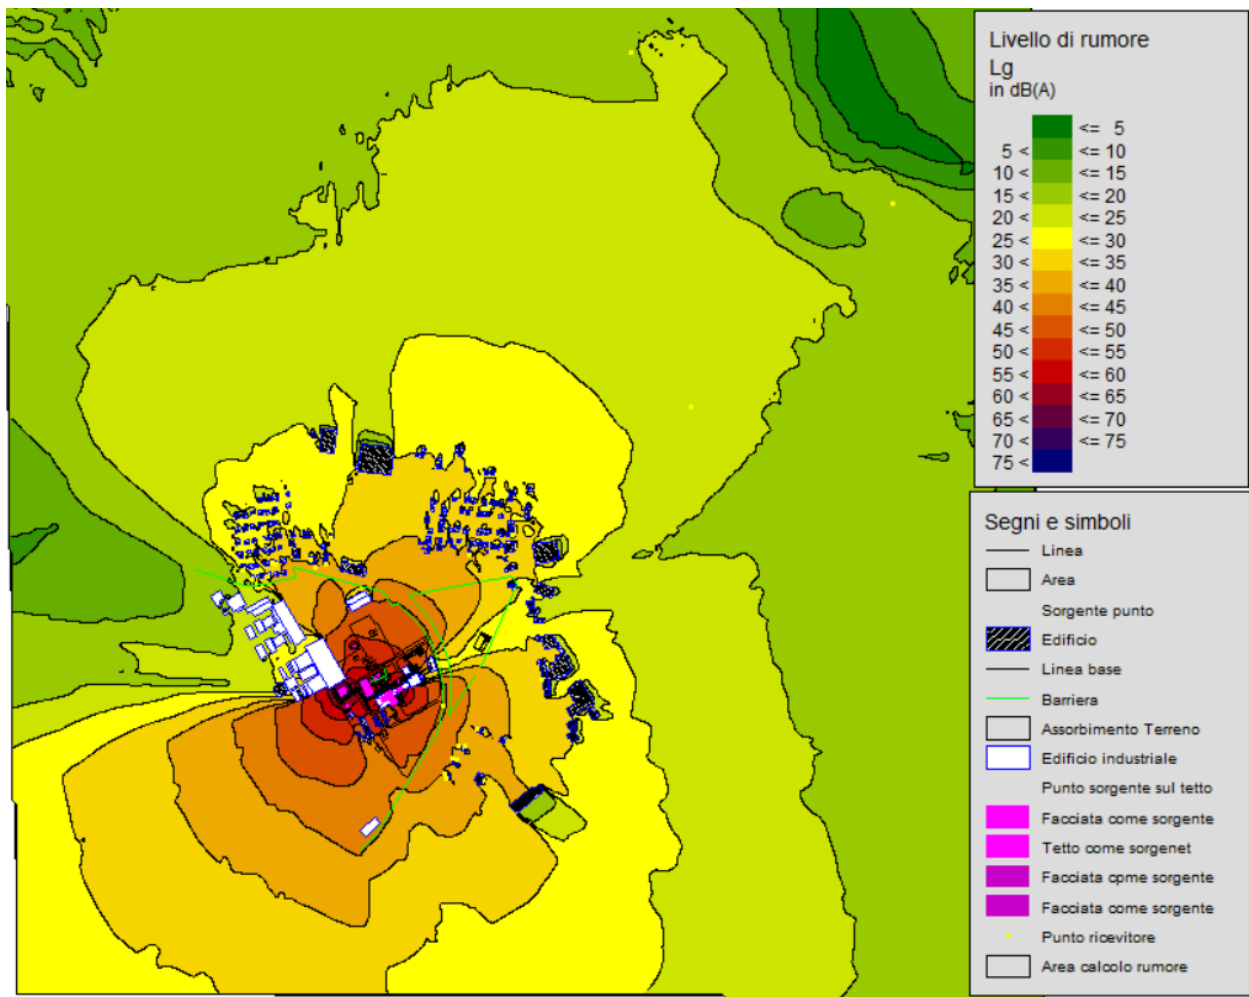 Livello di rumore
Lg
in dB(A)
<= 5
5 < <= 10
10 < <= 15
15 < <= 20
20 < <= 25
25 < <= 30
30 < <= 35
35 < <= 40
40 < <= 45
45 < <= 50
50 < <= 55
55 < <= 60
60 < <= 65
65 < <= 70
70 < <= 75
75 <
Segni e simboli
Linea
Area
Sorgente punto
Edificio
Linea base
Barriera
Assorbimento Terreno
Edificio industriale
Punto sorgente sul tetto
Facciata come sorgente
Tetto come sorgenet
Facciata cpme sorgente
Facciata come sorgente
Punto ricevitore
Area calcolo rumore